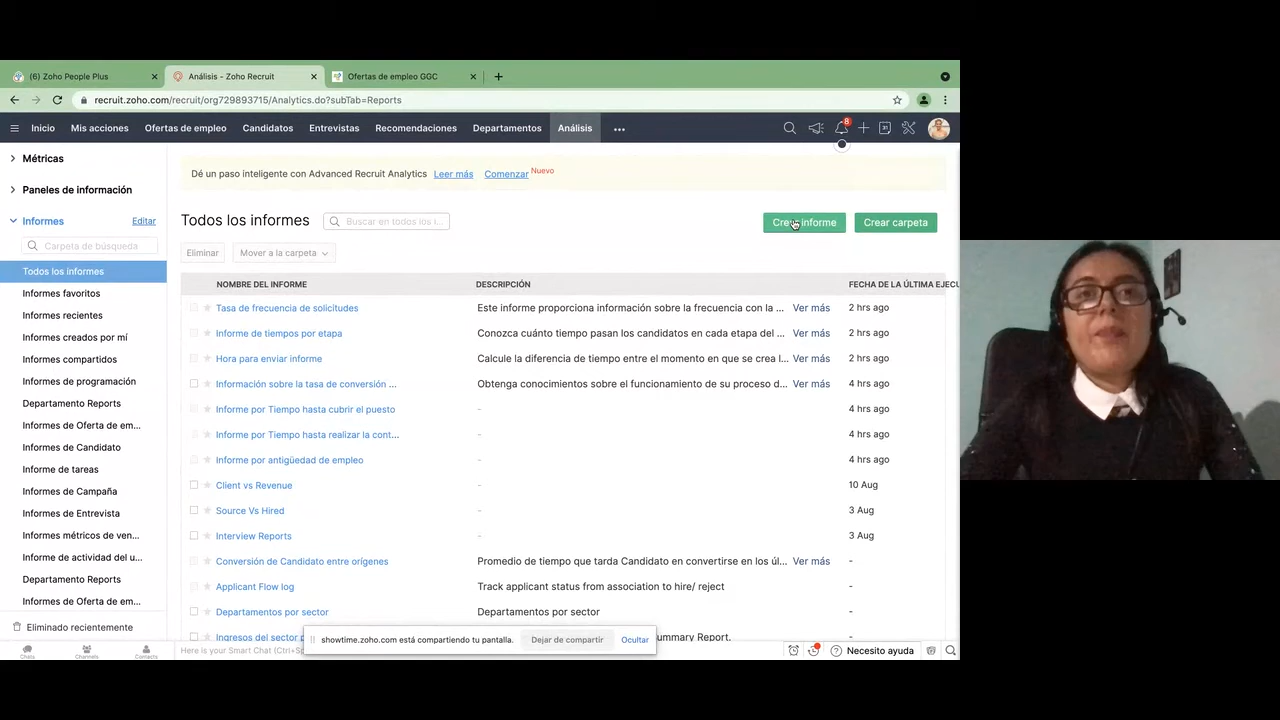 (6) Zoho People Plus
Análisis - Zoho Recruit
Ofertas de empleo GGC
recruit.zoho.com/recruit/org729893715/Analytics.do?subTab=Reports
Inicio Mis acciones Ofertas de empleo Candidatos Entrevistas Recomendaciones Departamentos Análisis
8
31
Métricas
Paneles de información
Informes Editar
Carpeta de búsqueda
Todos los informes
Informes favoritos
Informes recientes
Informes creados por mí
Informes compartidos
Informes de programación
Departamento Reports
Informes de Oferta de em...
Informes de Candidato
Informe de tareas
Informes de Campaña
Informes de Entrevista
Informes métricos de ven...
Informe de actividad del u...
Departamento Reports
Informes de Oferta de em...
Eliminado recientemente
Dé un paso inteligente con Advanced Recruit Analytics Leer más Comenzar Nuevo
Todos los informes
Buscar en todos los i...
Crear informe
Crear carpeta
Eliminar
Mover a la carpeta
NOMBRE DEL INFORME DESCRIPCIÓN FECHA DE LA ÚLTIMA EJECU
Tasa de frecuencia de solicitudes Este informe proporciona información sobre la frecuencia con la ... Ver más 2 hrs ago
Informe de tiempos por etapa Conozca cuánto tiempo pasan los candidatos en cada etapa del ... Ver más 2 hrs ago
Hora para enviar informe Calcule la diferencia de tiempo entre el momento en que se crea l... Ver más 2 hrs ago
Información sobre la tasa de conversión ... Obtenga conocimientos sobre el funcionamiento de su proceso d... Ver más 4 hrs ago
Informe por Tiempo hasta cubrir el puesto - 4 hrs ago
Informe por Tiempo hasta realizar la cont... - 4 hrs ago
Informe por antigüedad de empleo - 4 hrs ago
Client vs Revenue - 10 Aug
Source Vs Hired - 3 Aug
Interview Reports - 3 Aug
Conversión de Candidato entre orígenes Promedio de tiempo que tarda Candidato en convertirse en los úl... Ver más -
Applicant Flow log Track applicant status from association to hire/ reject -
Departamentos por sector Departamentos por sector -
Ingresos del sector ummary Report. -
showtime.zoho.com está compartiendo tu pantalla. Dejar de compartir Ocultar
Chats Channels Contacts
Here is your Smart Chat (Ctrl+Sp
Necesito ayuda